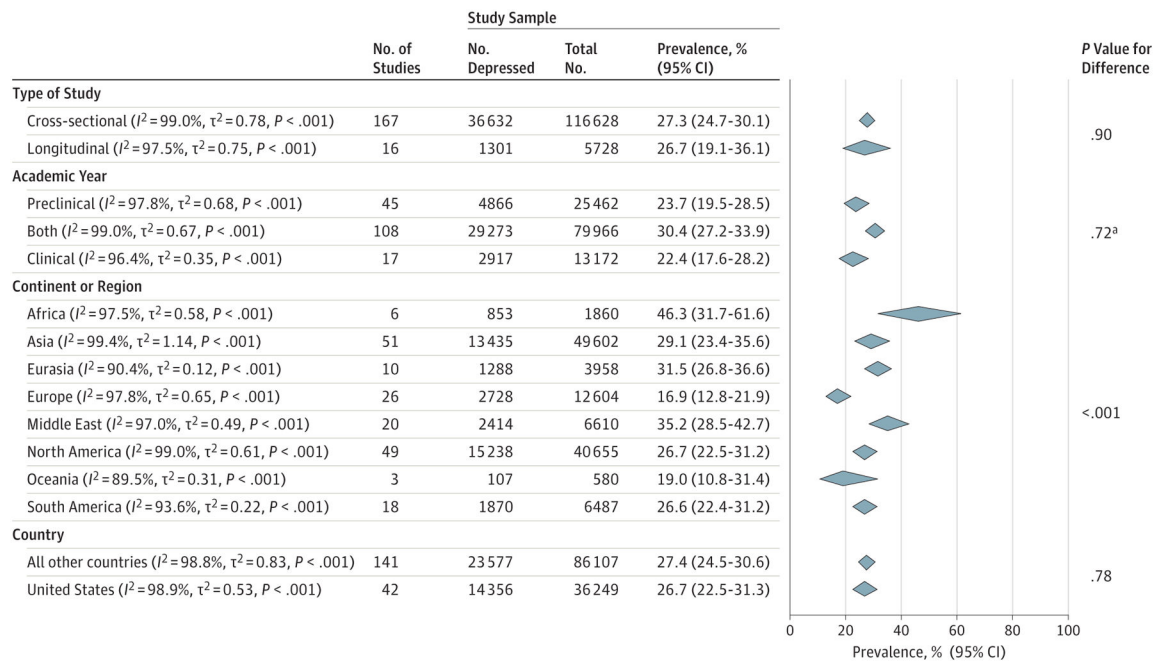 Study Sample
No. of Studies No. Depressed Total No. Prevalence, % (95% CI) P Value for Difference
Type of Study
Cross-sectional (I²=99.0%, τ²=0.78, P < .001) 167 36632 116628 27.3 (24.7-30.1)
.90
Longitudinal (I²=97.5%, τ²=0.75, P < .001) 16 1301 5728 26.7 (19.1-36.1)
Academic Year
Preclinical (I²=97.8%, τ²=0.68, P < .001) 45 4866 25462 23.7 (19.5-28.5)
Both (I²=99.0%, τ²=0.67, P < .001) 108 29273 79966 30.4 (27.2-33.9) .72ᵃ
Clinical (I²=96.4%, τ²=0.35, P < .001) 17 2917 13172 22.4 (17.6-28.2)
Continent or Region
Africa (I²=97.5%, τ²=0.58, P < .001) 6 853 1860 46.3 (31.7-61.6)
Asia (I²=99.4%, τ²=1.14, P < .001) 51 13435 49602 29.1 (23.4-35.6)
Eurasia (I²=90.4%, τ²=0.12, P < .001) 10 1288 3958 31.5 (26.8-36.6)
Europe (I²=97.8%, τ²=0.65, P < .001) 26 2728 12604 16.9 (12.8-21.9)
<.001
Middle East (I²=97.0%, τ²=0.49, P < .001) 20 2414 6610 35.2 (28.5-42.7)
North America (I²=99.0%, τ²=0.61, P < .001) 49 15238 40655 26.7 (22.5-31.2)
Oceania (I²=89.5%, τ²=0.31, P < .001) 3 107 580 19.0 (10.8-31.4)
South America (I²=93.6%, τ²=0.22, P < .001) 18 1870 6487 26.6 (22.4-31.2)
Country
All other countries (I²=98.8%, τ²=0.83, P < .001) 141 23577 86107 27.4 (24.5-30.6)
.78
United States (I²=98.9%, τ²=0.53, P < .001) 42 14356 36249 26.7 (22.5-31.3)
0 20 40 60 80 100
Prevalence, % (95% CI)